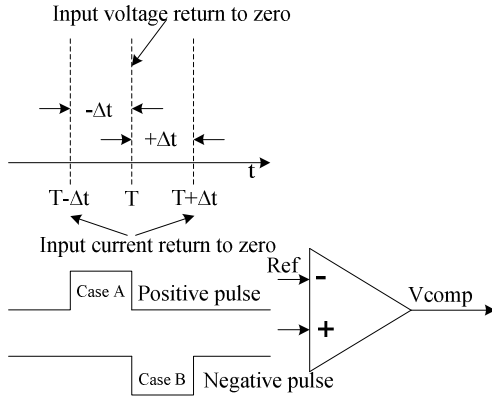 Input voltage return to zero
-Δt
+Δt
t
T-Δt T T+Δt
Input current return to zero
Case A Positive pulse
Ref
-
+
Vcomp
Case B Negative pulse